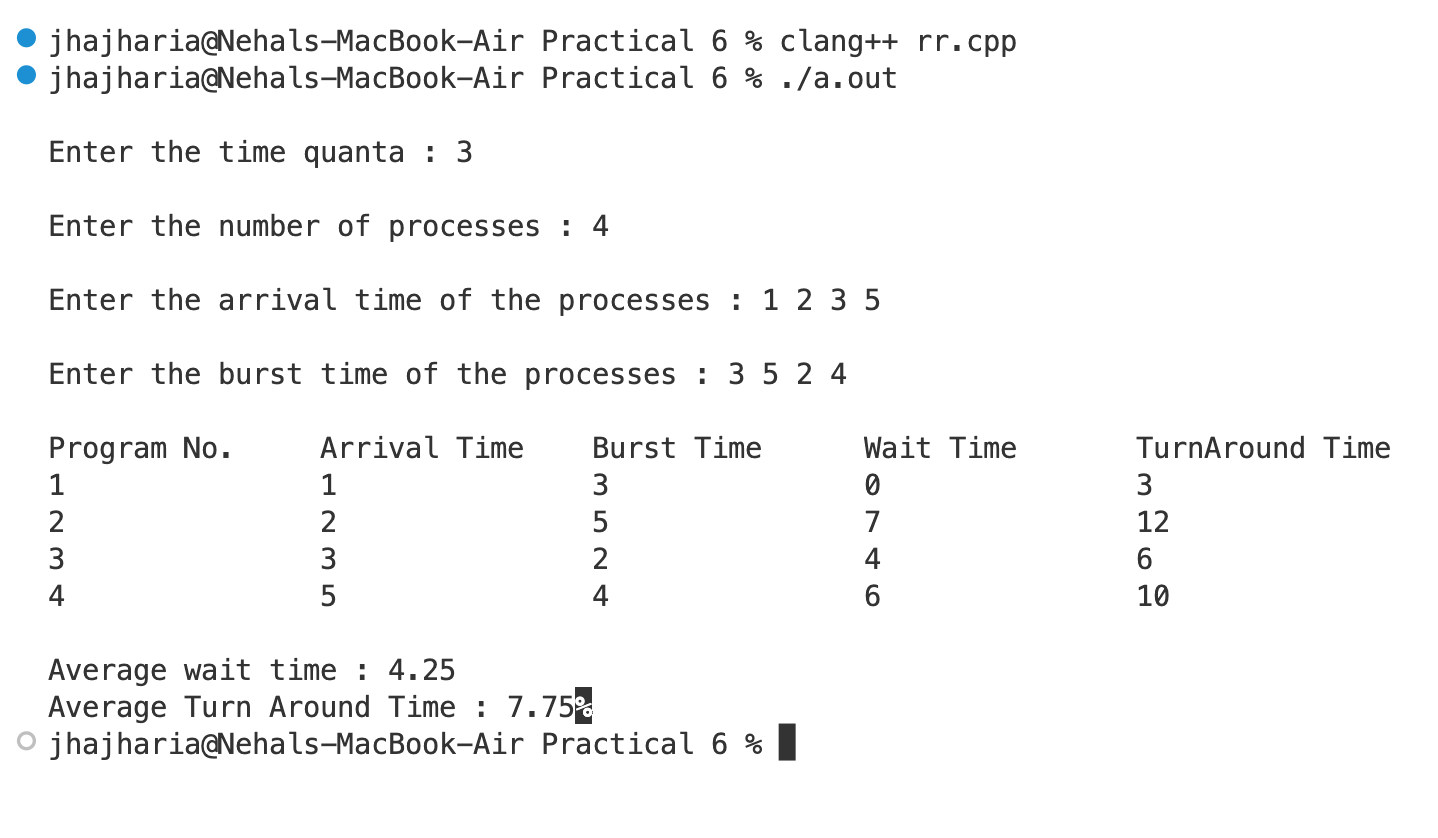 jhajharia@Nehals-MacBook-Air Practical 6 % clang++ rr.cpp
jhajharia@Nehals-MacBook-Air Practical 6 % ./a.out
Enter the time quanta : 3
Enter the number of processes : 4
Enter the arrival time of the processes : 1 2 3 5
Enter the burst time of the processes : 3 5 2 4
Program No. Arrival Time Burst Time Wait Time TurnAround Time
1 1 3 0 3
2 2 5 7 12
3 3 2 4 6
4 5 4 6 10
Average wait time : 4.25
Average Turn Around Time : 7.75%
jhajharia@Nehals-MacBook-Air Practical 6 %